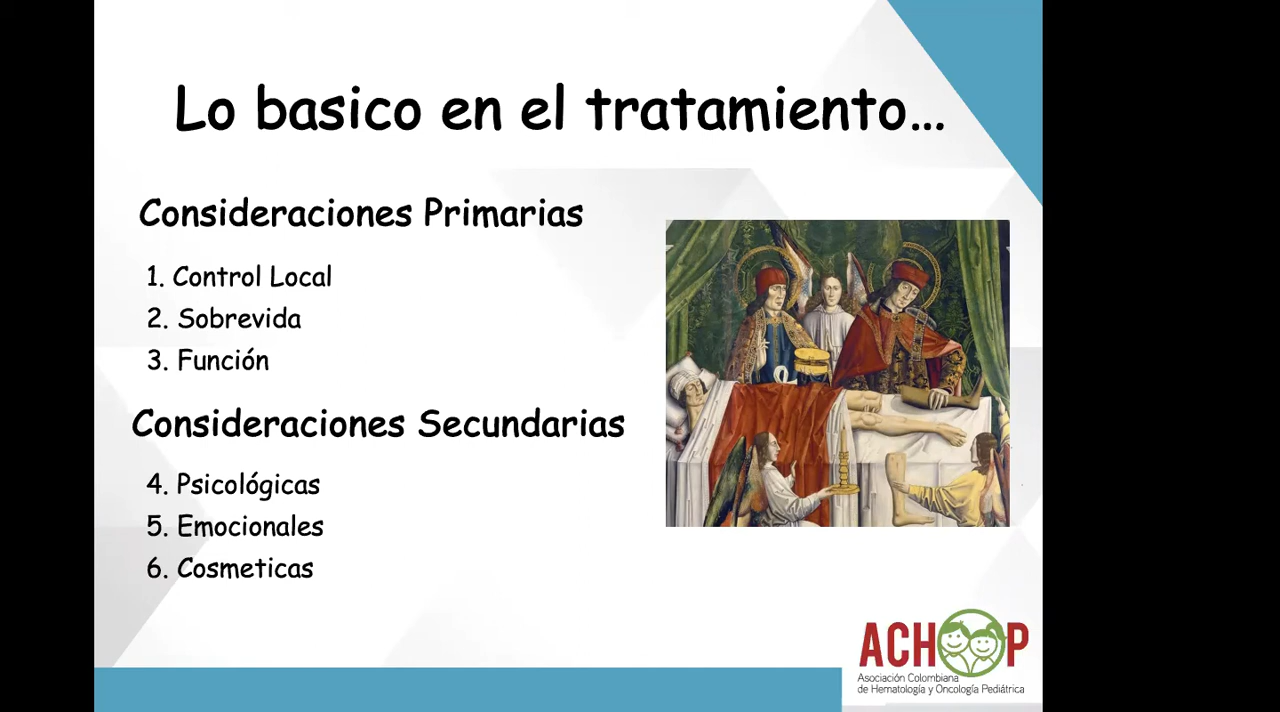 Lo basico en el tratamiento...
Consideraciones Primarias
1. Control Local
2. Sobrevida
3. Función
Consideraciones Secundarias
4. Psicológicas
5. Emocionales
6. Cosmeticas
ACHOP
Asociación Colombiana
de Hematología y Oncología Pediátrica